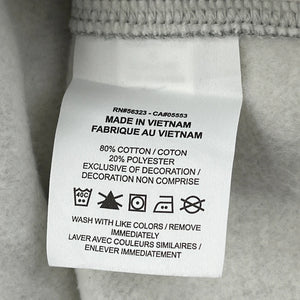 RN#56323 - CA#05553
MADE IN VIETNAM
FABRIQUE AU VIETNAM
80% COTTON / COTON
20% POLYESTER
EXCLUSIVE OF DECORATION /
DECORATION NON COMPRISE
40C
WASH WITH LIKE COLORS / REMOVE
IMMEDIATELY
LAVER AVEC COULEURS SIMILAIRES /
ENLEVER IMMEDIATEMENT